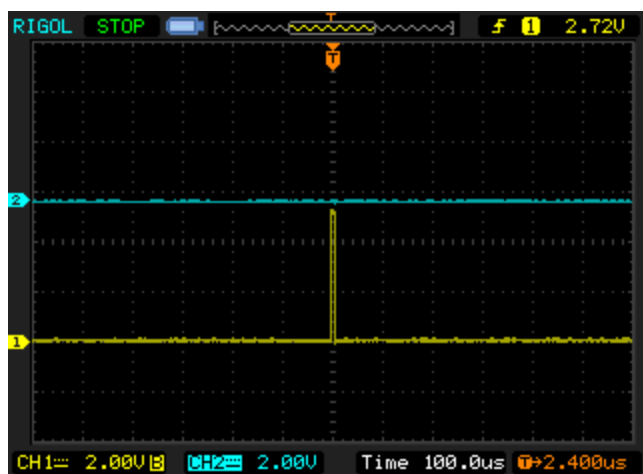 RIGOL STOP T 1 2.72V
T
2
1
CH1 2.00V B CH2 2.00V Time 100.0us T→2.400us